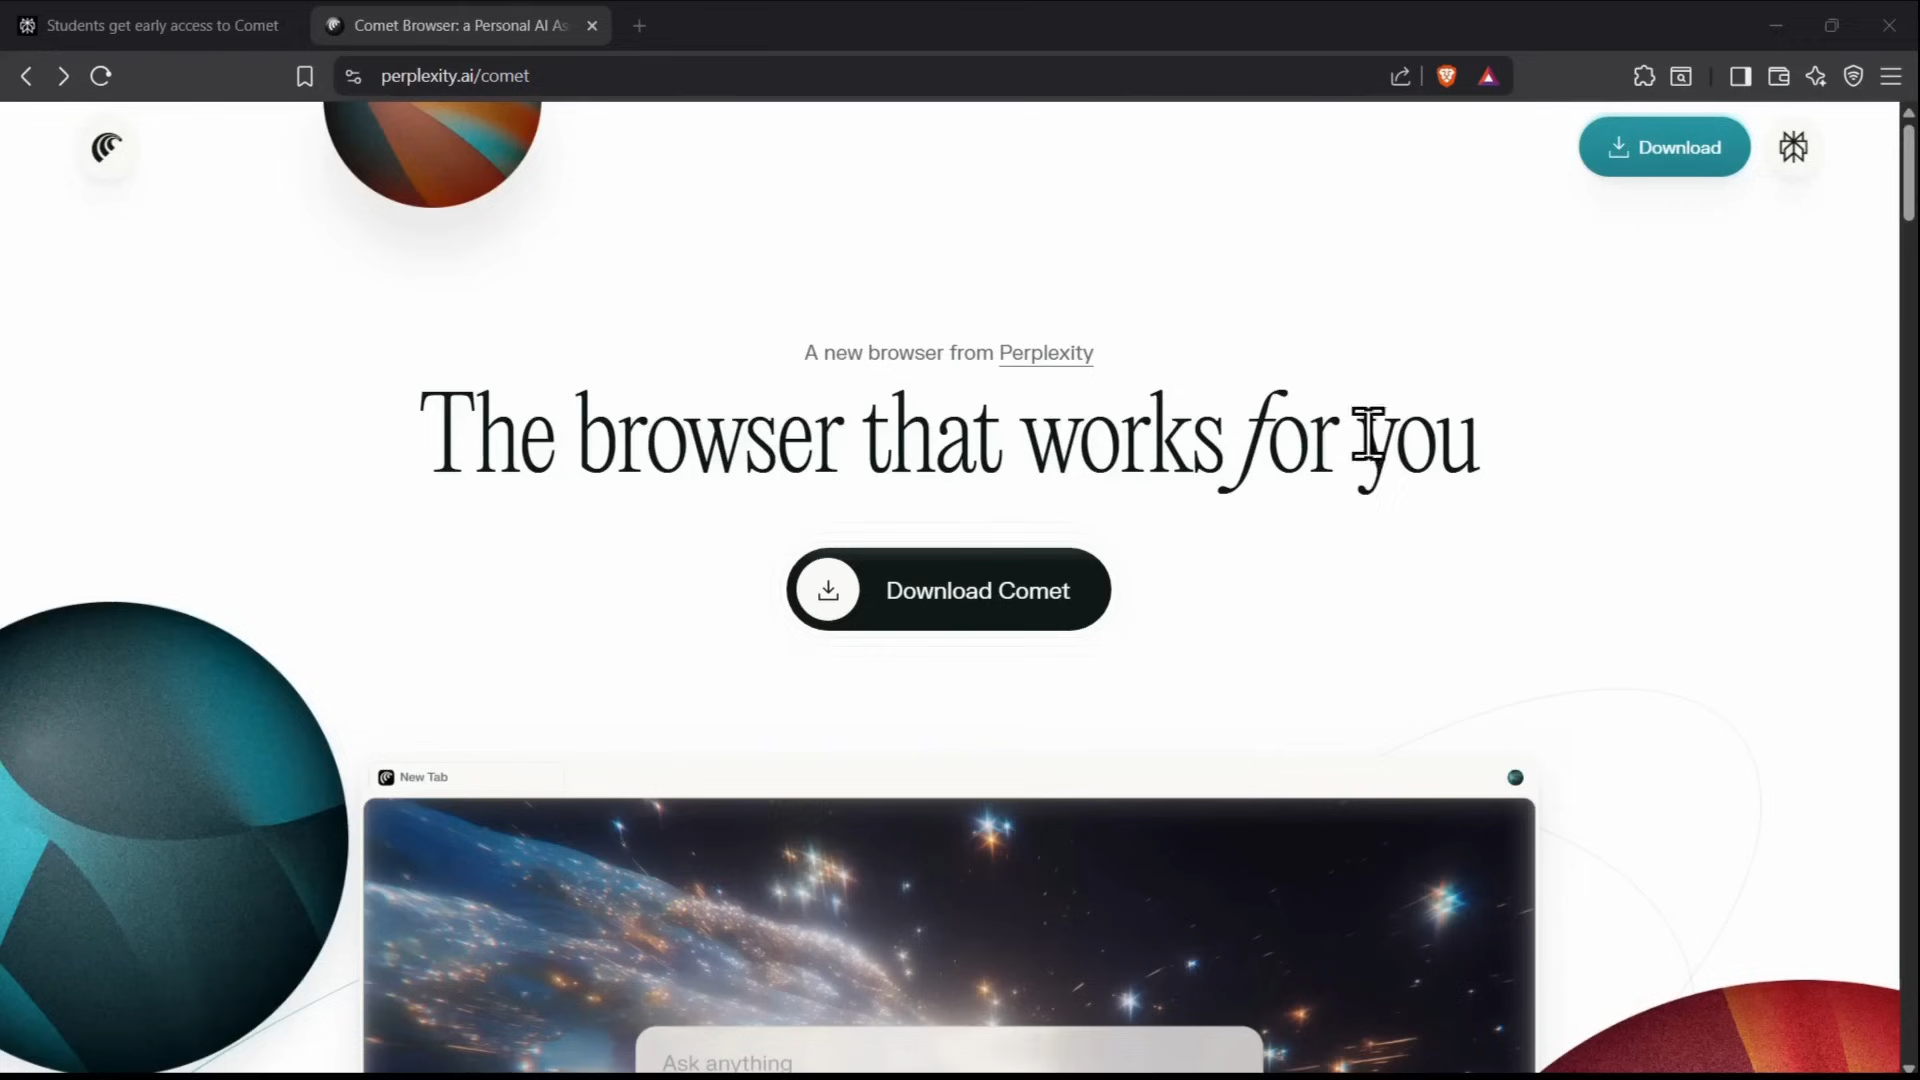 Students get early access to Comet
Comet Browser: a Personal AI As
perplexity.ai/comet
Download
A new browser from Perplexity
The browser that works for you
Download Comet
New Tab
Ask anything